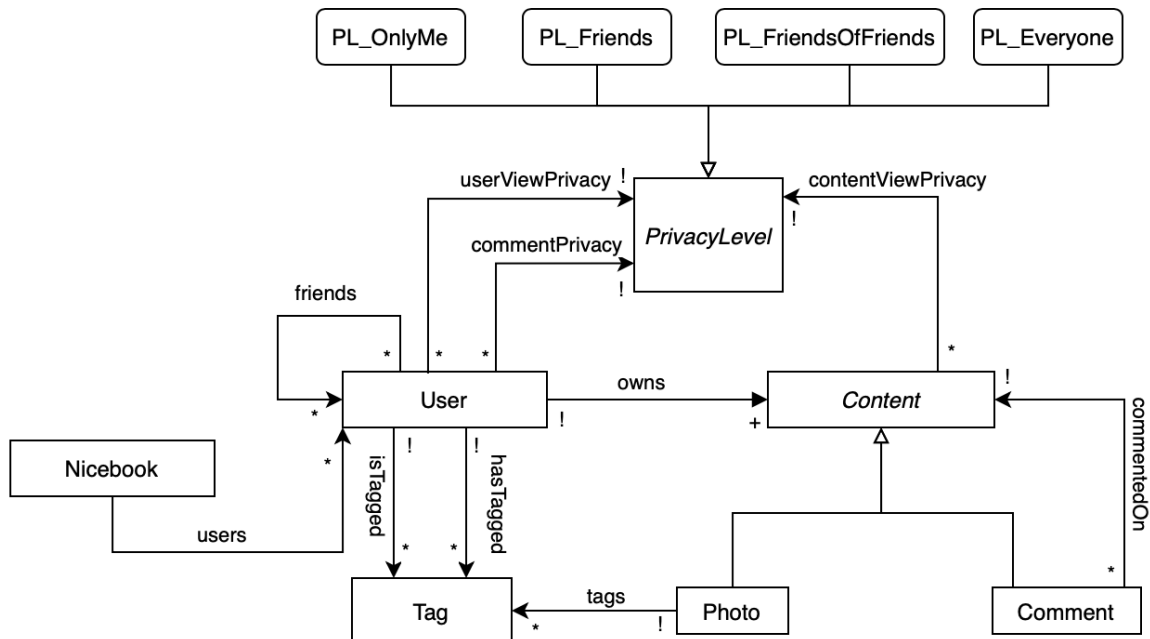 PL_OnlyMe
PL_Friends
PL_FriendsOfFriends
PL_Everyone
userViewPrivacy
!
contentViewPrivacy
!
PrivacyLevel
commentPrivacy
!
friends
*
*
*
*
*
!
User
owns
Content
*
!
+
commentedOn
Nicebook
*
!
!
isTagged
hasTagged
users
*
*
*
Tag
tags
*
!
Photo
Comment